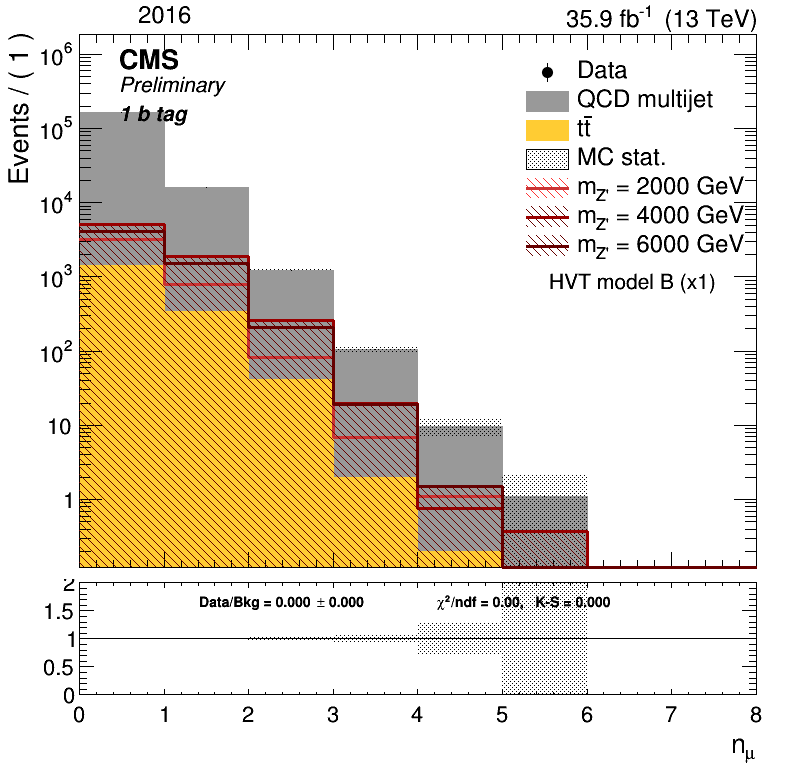 2016
35.9 fb⁻¹ (13 TeV)
Events / ( 1 )
CMS
Preliminary
1 b tag
Data
QCD multijet
tt̄
MC stat.
m_Z' = 2000 GeV
m_Z' = 4000 GeV
m_Z' = 6000 GeV
HVT model B (x1)
10⁶
10⁵
10⁴
10³
10²
10
1
Data/Bkg = 0.000 ± 0.000
χ²/ndf = 0.00, K-S = 0.000
2
1.5
1
0.5
0
0 1 2 3 4 5 6 7 8
n_μ